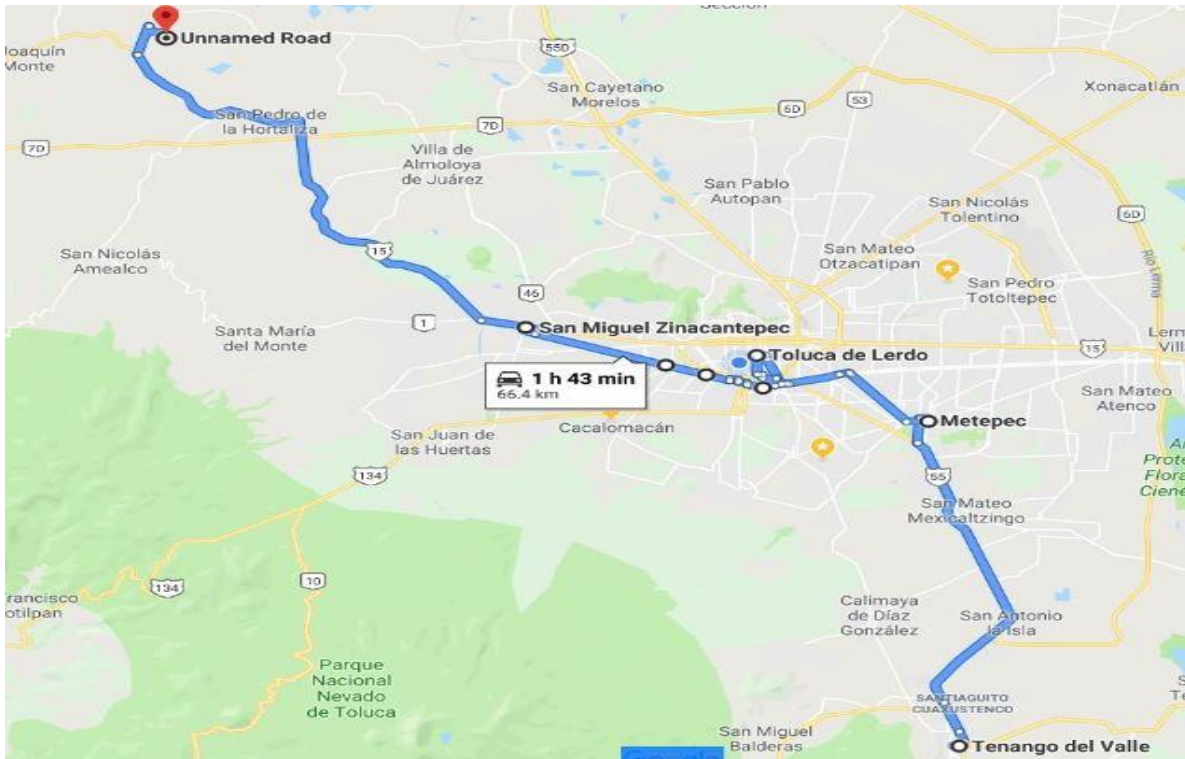 Unnamed Road
Joaquín
Monte
55D
San Cayetano
Morelos
6D
53
Xonacatlán
San Pedro de
la Hortaliza
7D
7D
Villa de
Almoloya
de Juárez
San Pablo
Autopan
San Nicolás
Tolentino
6D
Río Lerma
San Nicolás
Amealco
15
San Mateo
Otzacatipan
San Pedro
Totoltepec
46
1
San Miguel Zinacantepec
Santa María
del Monte
Toluca de Lerdo
15
1 h 43 min
66.4 km
San Mateo
Atenco
Metepec
Cacalomacán
San Juan de
las Huertas
134
55
San Mateo
Mexicaltzingo
134
10
Calimaya
de Díaz
González
San Antonio
la Isla
Parque
Nacional
Nevado
de Toluca
SANTIAGUITO
CUAXUSTENCO
San Miguel
Balderas
Tenango del Valle